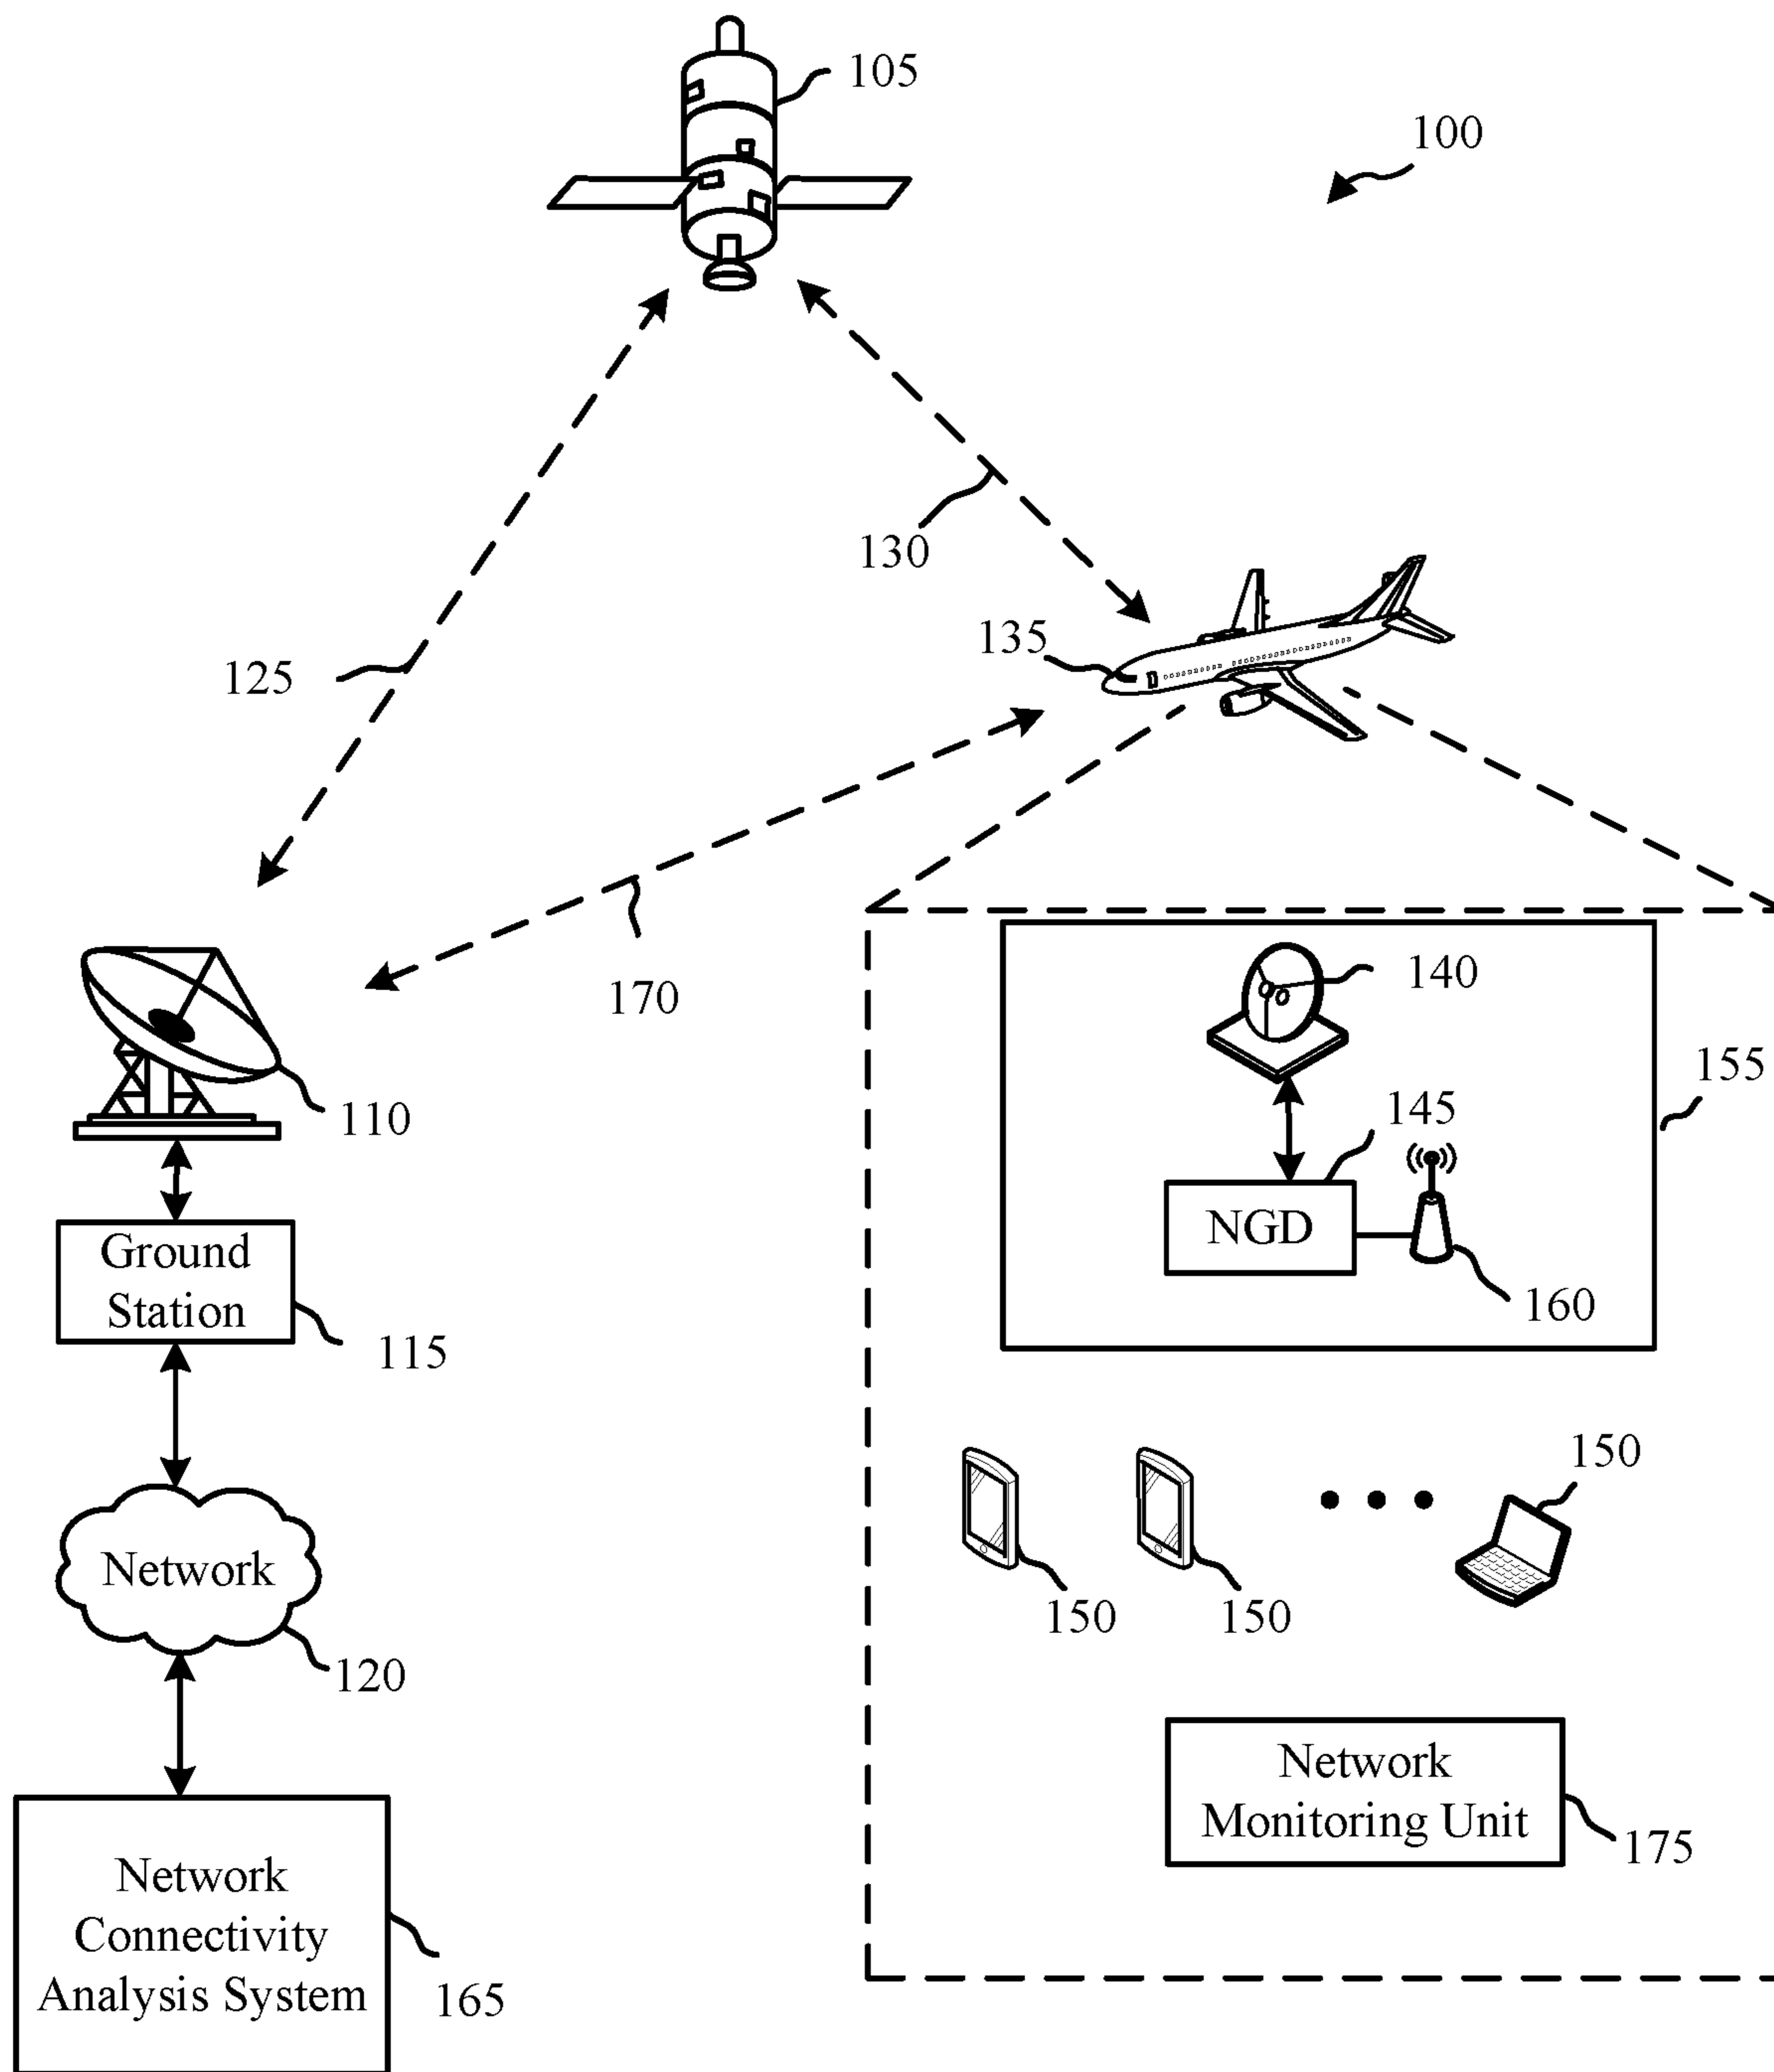 105
100
130
135
125
170
140
155
145
110
NGD
160
Ground
Station
115
150
150
150
Network
120
Network
Monitoring Unit
175
Network
Connectivity
Analysis System
165